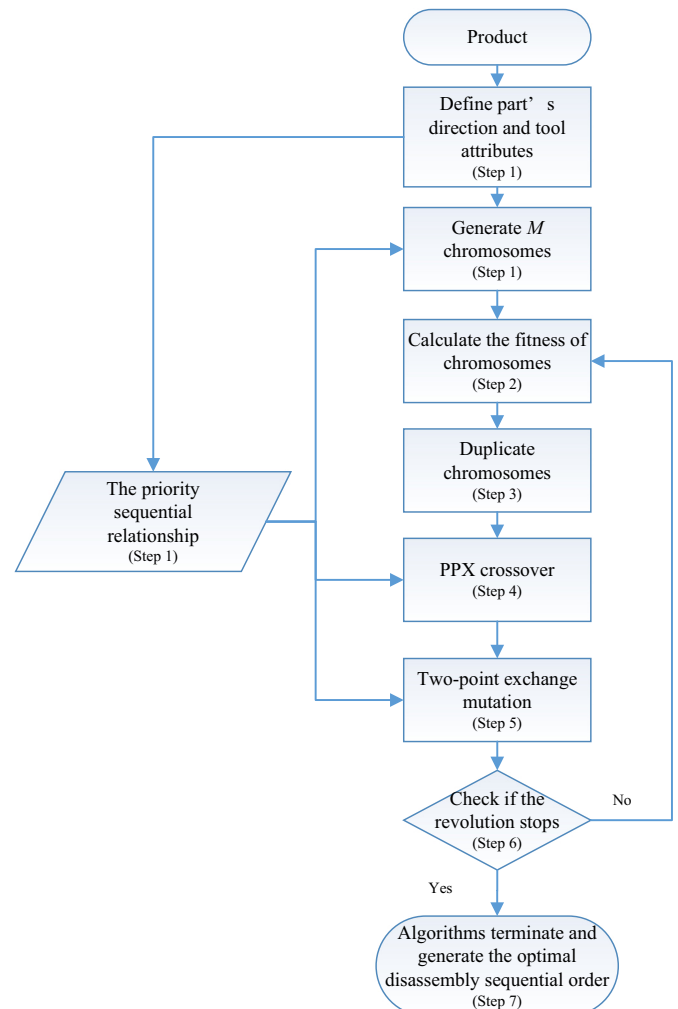 Product
Define part’ s
direction and tool
attributes
(Step 1)
Generate M
chromosomes
(Step 1)
Calculate the fitness of
chromosomes
(Step 2)
Duplicate
chromosomes
(Step 3)
The priority
sequential
relationship
(Step 1)
PPX crossover
(Step 4)
Two-point exchange
mutation
(Step 5)
Check if the
revolution stops
(Step 6)
No
Yes
Algorithms terminate and
generate the optimal
disassembly sequential order
(Step 7)